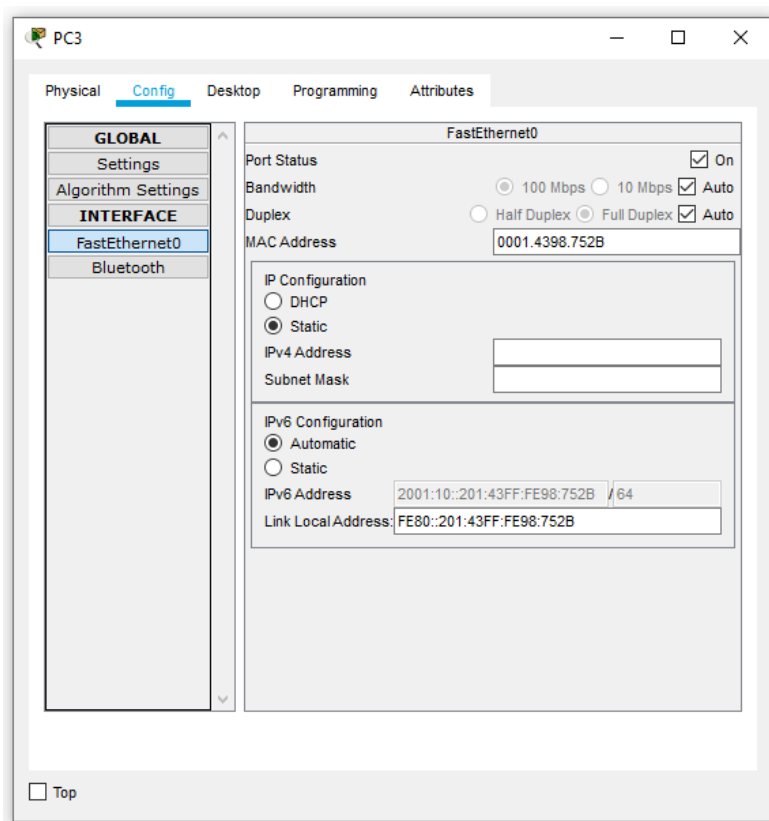 PC3
Physical Config Desktop Programming Attributes
GLOBAL
Settings
Algorithm Settings
INTERFACE
FastEthernet0
Bluetooth
FastEthernet0
Port Status On
Bandwidth 100 Mbps 10 Mbps Auto
Duplex Half Duplex Full Duplex Auto
MAC Address 0001.4398.752B
IP Configuration
DHCP
Static
IPv4 Address
Subnet Mask
IPv6 Configuration
Automatic
Static
IPv6 Address 2001:10::201:43FF:FE98:752B / 64
Link Local Address: FE80::201:43FF:FE98:752B
Top